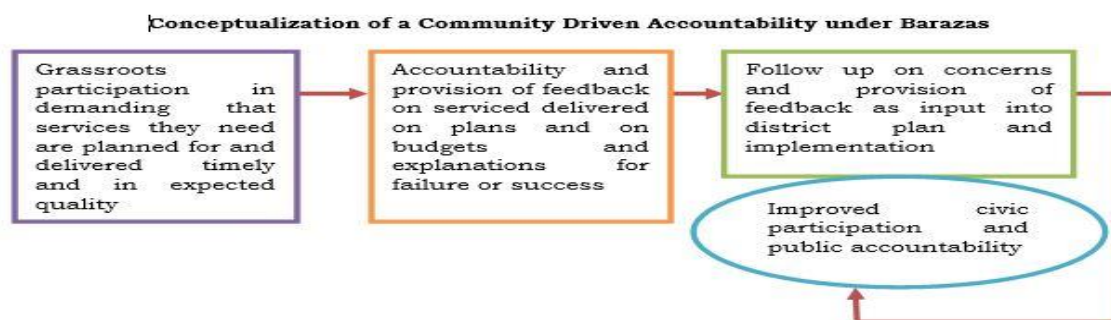 Conceptualization of a Community Driven Accountability under Barazas
Grassroots
participation in
demanding that
services they need
are planned for and
delivered timely
and in expected
quality
Accountability and
provision of feedback
on serviced delivered
on plans and on
budgets and
explanations for
failure or success
Follow up on concerns
and provision of
feedback as input into
district plan and
implementation
Improved civic
participation and
public accountability